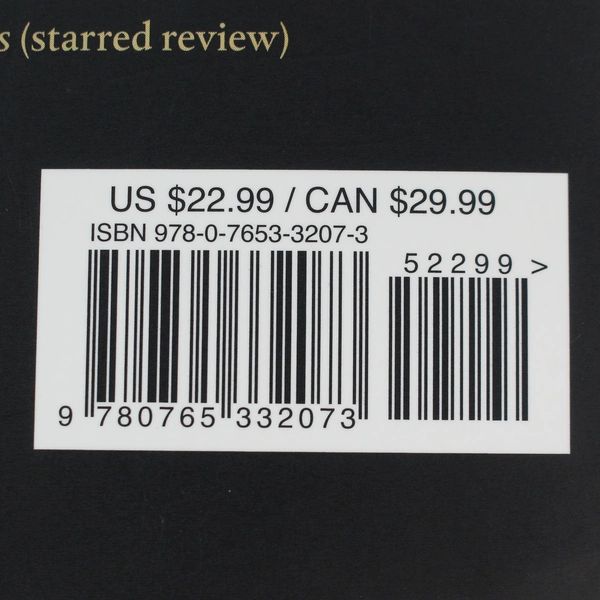 s (starred review)
US $22.99 / CAN $29.99
ISBN 978-0-7653-3207-3
52299 >
9 780765 332073